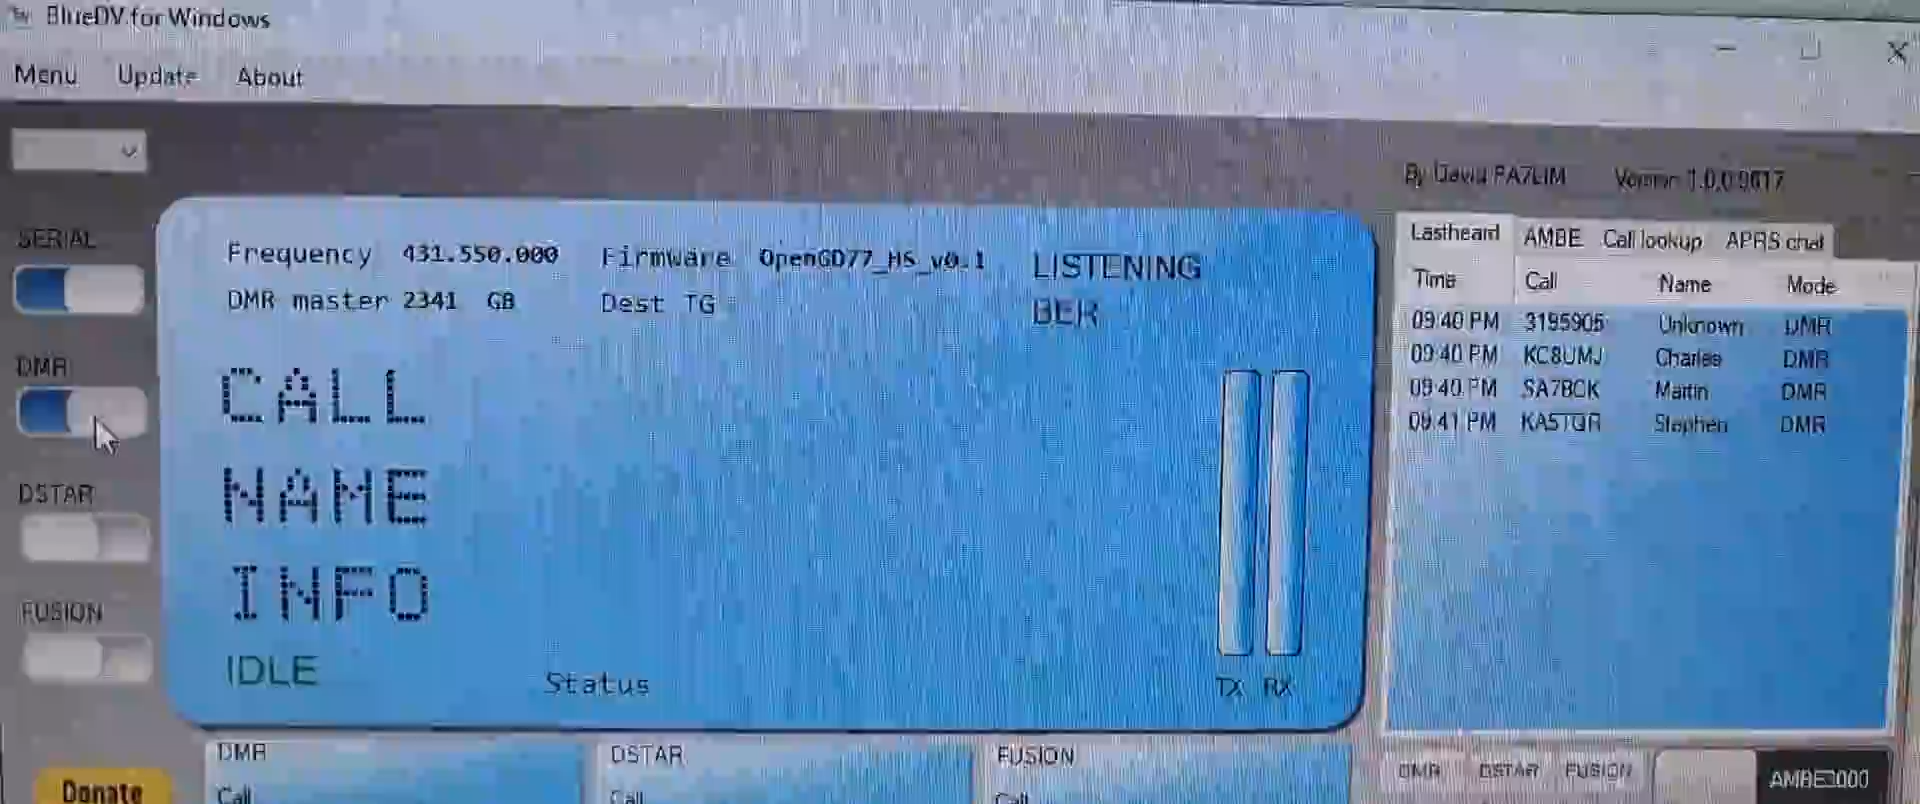 BlueDV for Windows
Menu Update About
By David PA7LIM Version 1.0.0.9617
SERIAL
DMR
DSTAR
FUSION
Donate
Frequency 431.550.000 Firmware OpenGD77_HS_v0.1 LISTENING
DMR master 2341 GB Dest TG BER
CALL
NAME
INFO
IDLE Status TX RX
Lastheard AMBE Call lookup APRS chat
Time Call Name Mode
09:40 PM 3195905 Unknown DMR
09:40 PM KC8UMJ Charles DMR
09:40 PM SA7BCK Martin DMR
09:41 PM Stephen DMR
DMR DSTAR FUSION
Call Call Call
DMR DSTAR FUSION AMBE3000